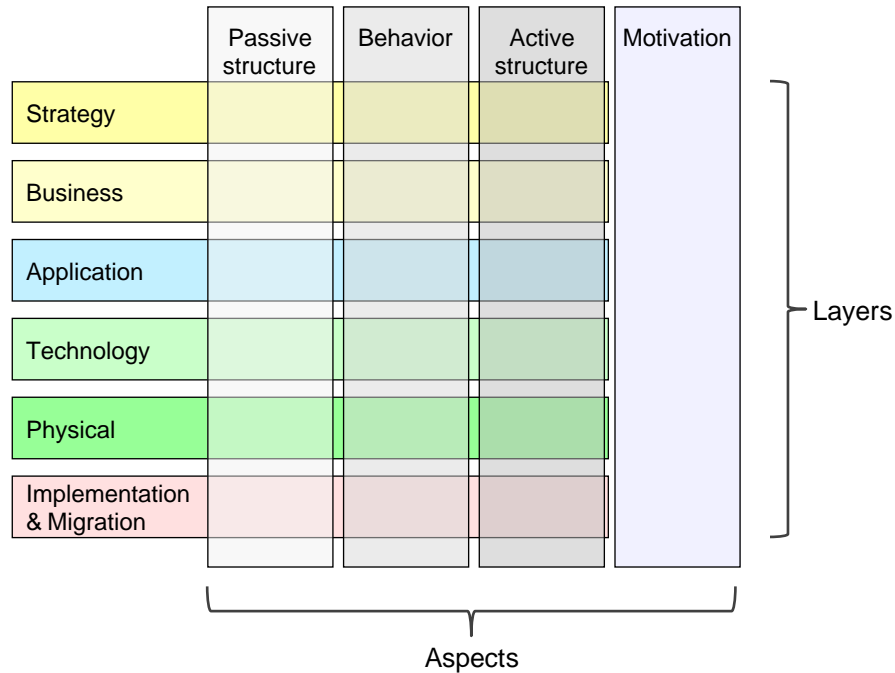 Passive
structure
Behavior
Active
structure
Motivation
Strategy
Business
Application
Technology
Physical
Implementation
& Migration
Layers
Aspects